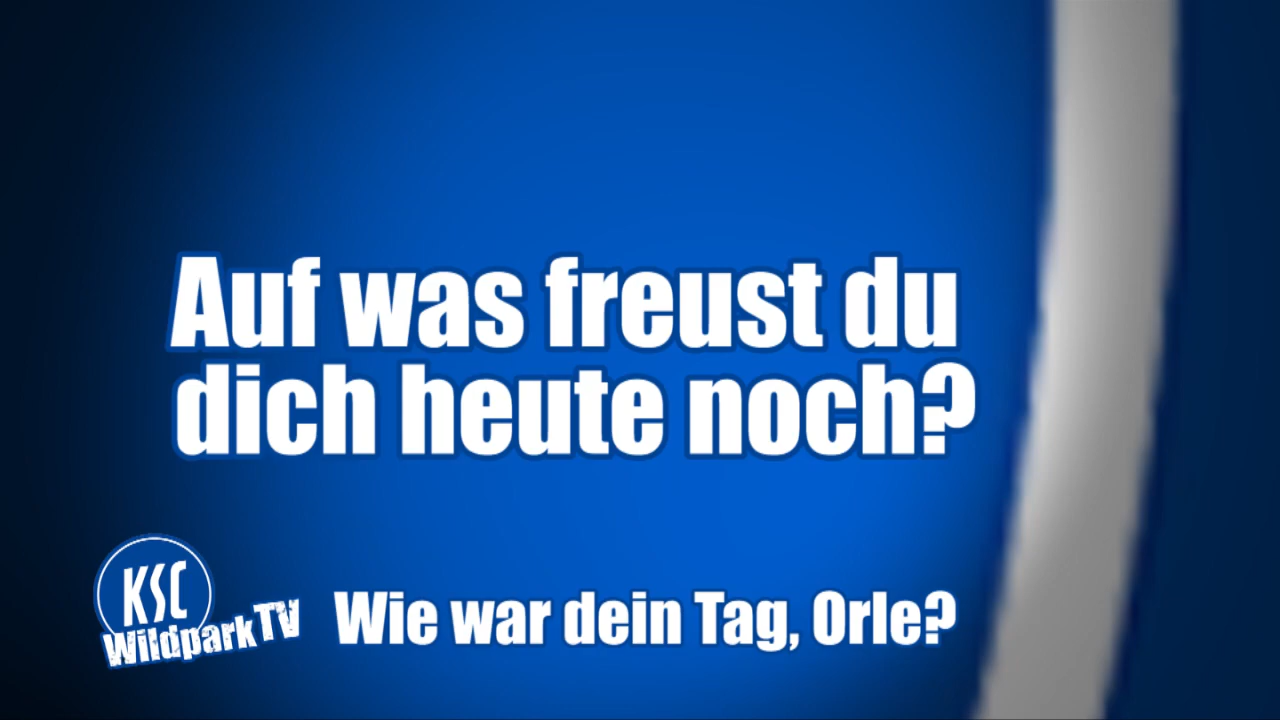 Auf was freust du
dich heute noch?
KSC
WildparkTV
Wie war dein Tag, Orle?